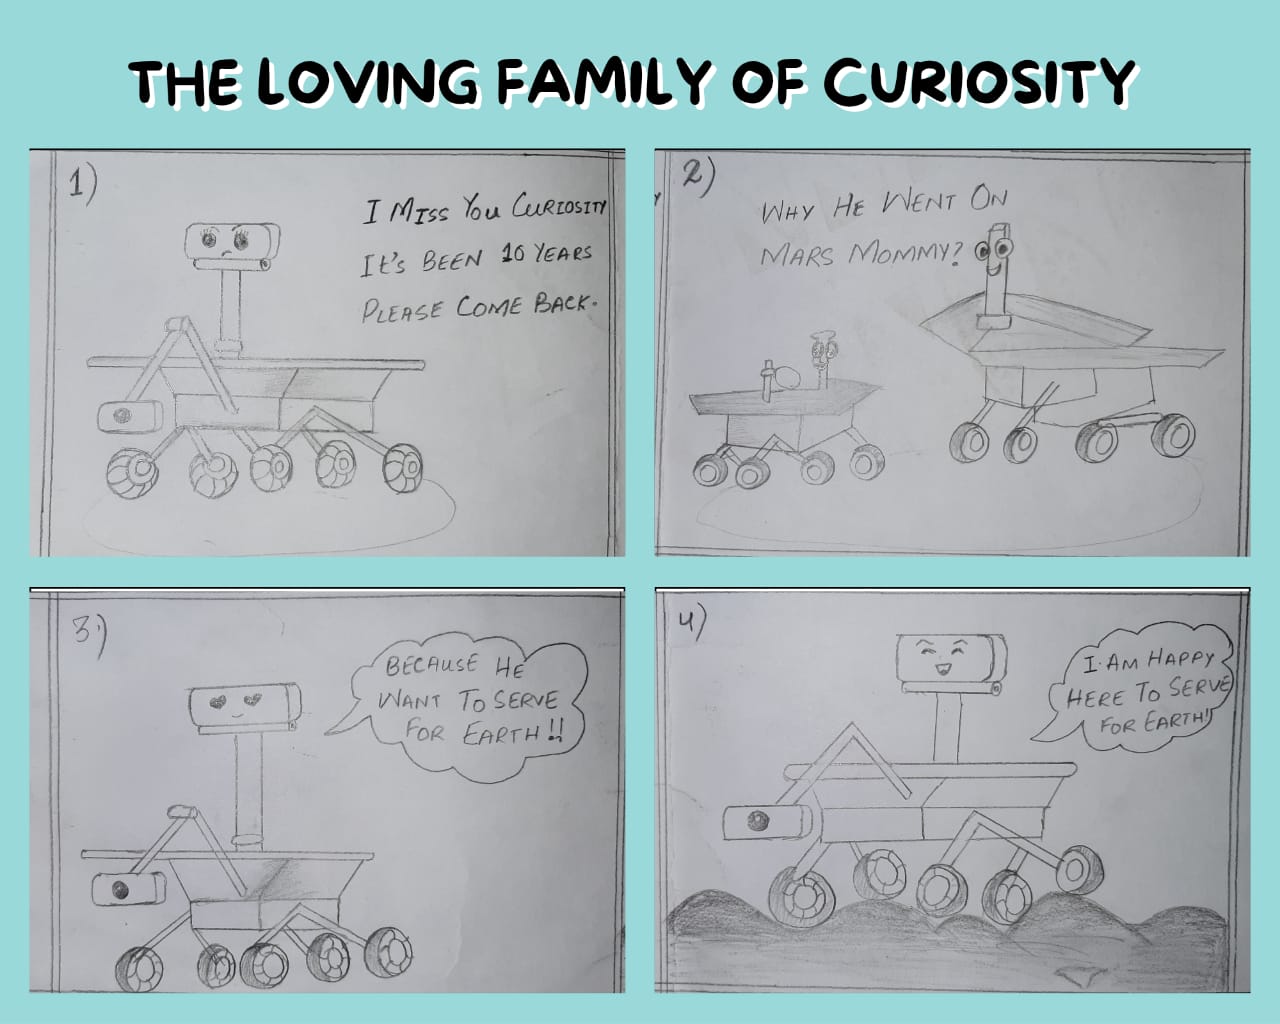 THE LOVING FAMILY OF CURIOSITY
1)
I MISS YOU CURIOSITY
IT'S BEEN 10 YEARS
PLEASE COME BACK.
2)
WHY HE WENT ON
MARS MOMMY?
3)
BECAUSE HE
WANT TO SERVE
FOR EARTH!!
4)
I AM HAPPY
HERE TO SERVE
FOR EARTH!